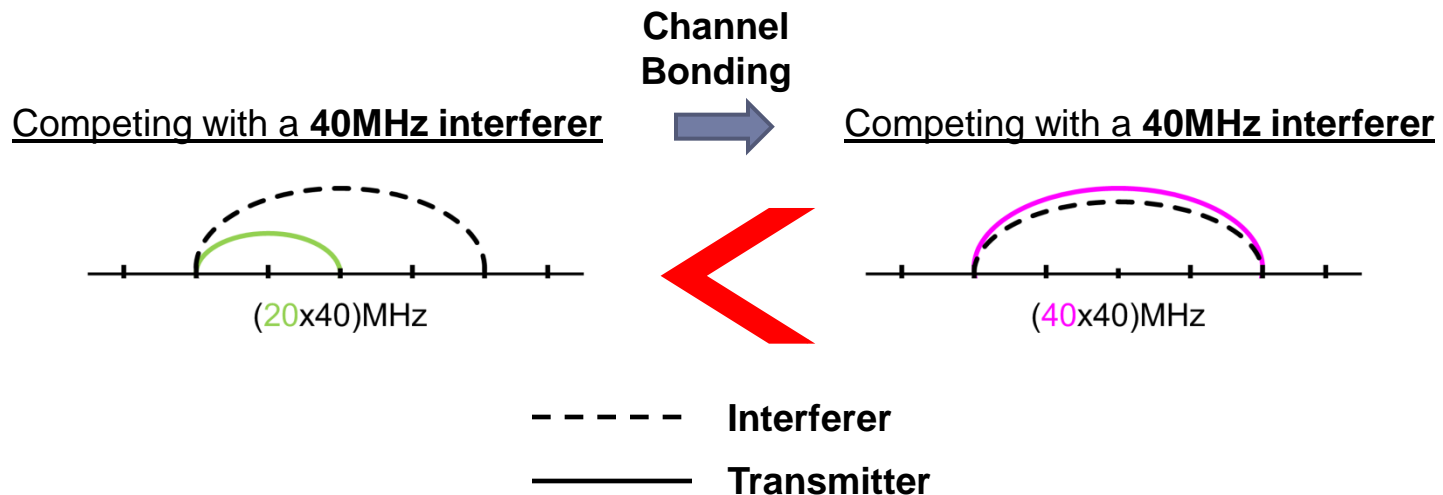 Channel
Bonding
Competing with a 40MHz interferer
Competing with a 40MHz interferer
(20x40)MHz
(40x40)MHz
Interferer
Transmitter